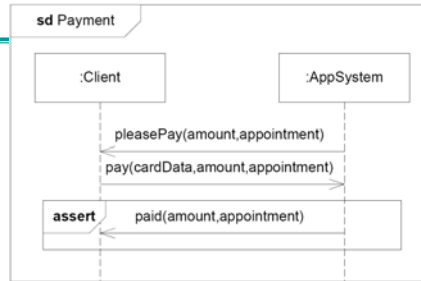 sd Payment
:Client
:AppSystem
pleasePay(amount,appointment)
pay(cardData,amount,appointment)
assert
paid(amount,appointment)